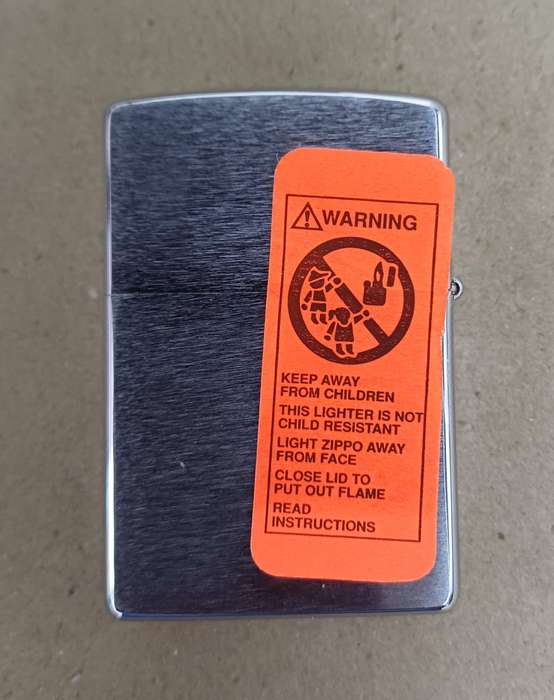 WARNING
KEEP AWAY
FROM CHILDREN
THIS LIGHTER IS NOT
CHILD RESISTANT
LIGHT ZIPPO AWAY
FROM FACE
CLOSE LID TO
PUT OUT FLAME
READ
INSTRUCTIONS